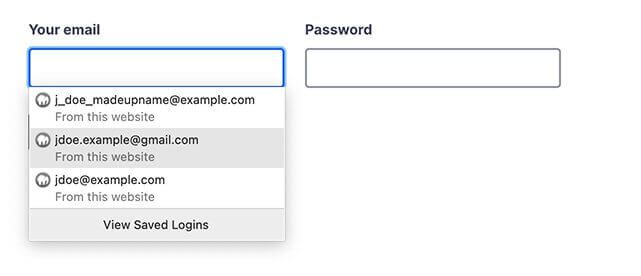 Your email
Password
j_doe_madeupname@example.com
From this website
jdoe.example@gmail.com
From this website
jdoe@example.com
From this website
View Saved Logins